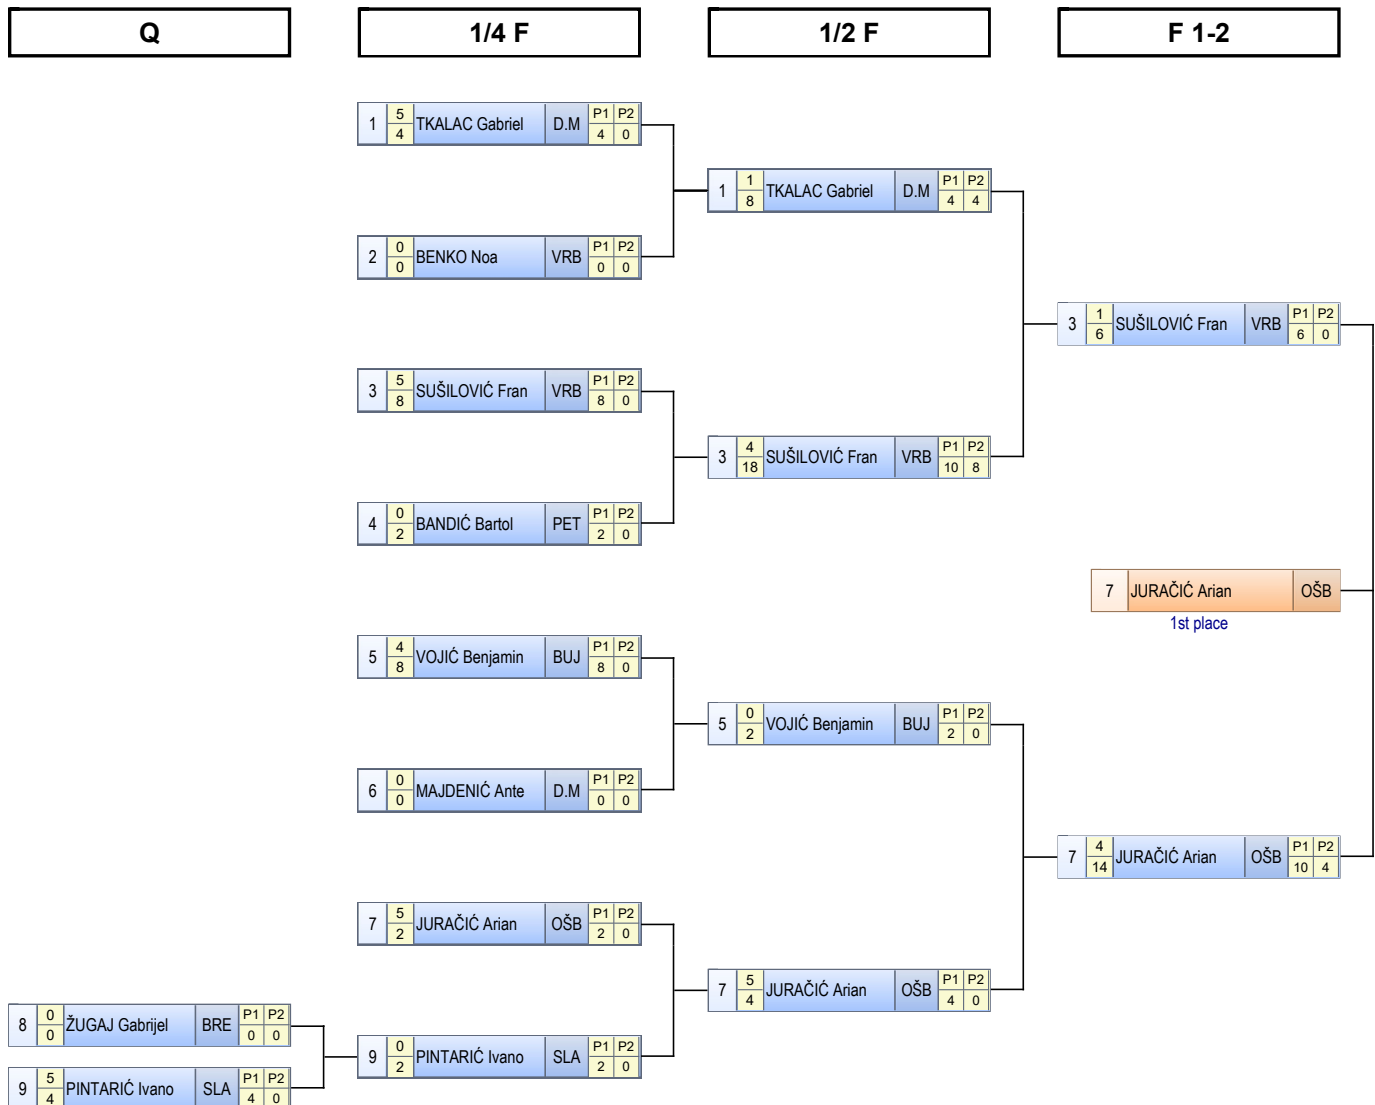 Q 1/4 F 1/2 F F 1-2
1 5 4 TKALAC Gabriel D.M P1 P2 4 0
1 1 8 TKALAC Gabriel D.M P1 P2 4 4
2 0 0 BENKO Noa VRB P1 P2 0 0
3 1 6 SUŠILOVIĆ Fran VRB P1 P2 6 0
3 5 8 SUŠILOVIĆ Fran VRB P1 P2 8 0
3 4 18 SUŠILOVIĆ Fran VRB P1 P2 10 8
4 0 2 BANDIĆ Bartol PET P1 P2 2 0
7 JURAČIĆ Arian OŠB
1st place
5 4 8 VOJIĆ Benjamin BUJ P1 P2 8 0
5 0 2 VOJIĆ Benjamin BUJ P1 P2 2 0
6 0 0 MAJDENIĆ Ante D.M P1 P2 0 0
7 4 14 JURAČIĆ Arian OŠB P1 P2 10 4
7 5 2 JURAČIĆ Arian OŠB P1 P2 2 0
7 5 4 JURAČIĆ Arian OŠB P1 P2 4 0
8 0 0 ŽUGAJ Gabrijel BRE P1 P2 0 0
9 0 2 PINTARIĆ Ivano SLA P1 P2 2 0
9 5 4 PINTARIĆ Ivano SLA P1 P2 4 0